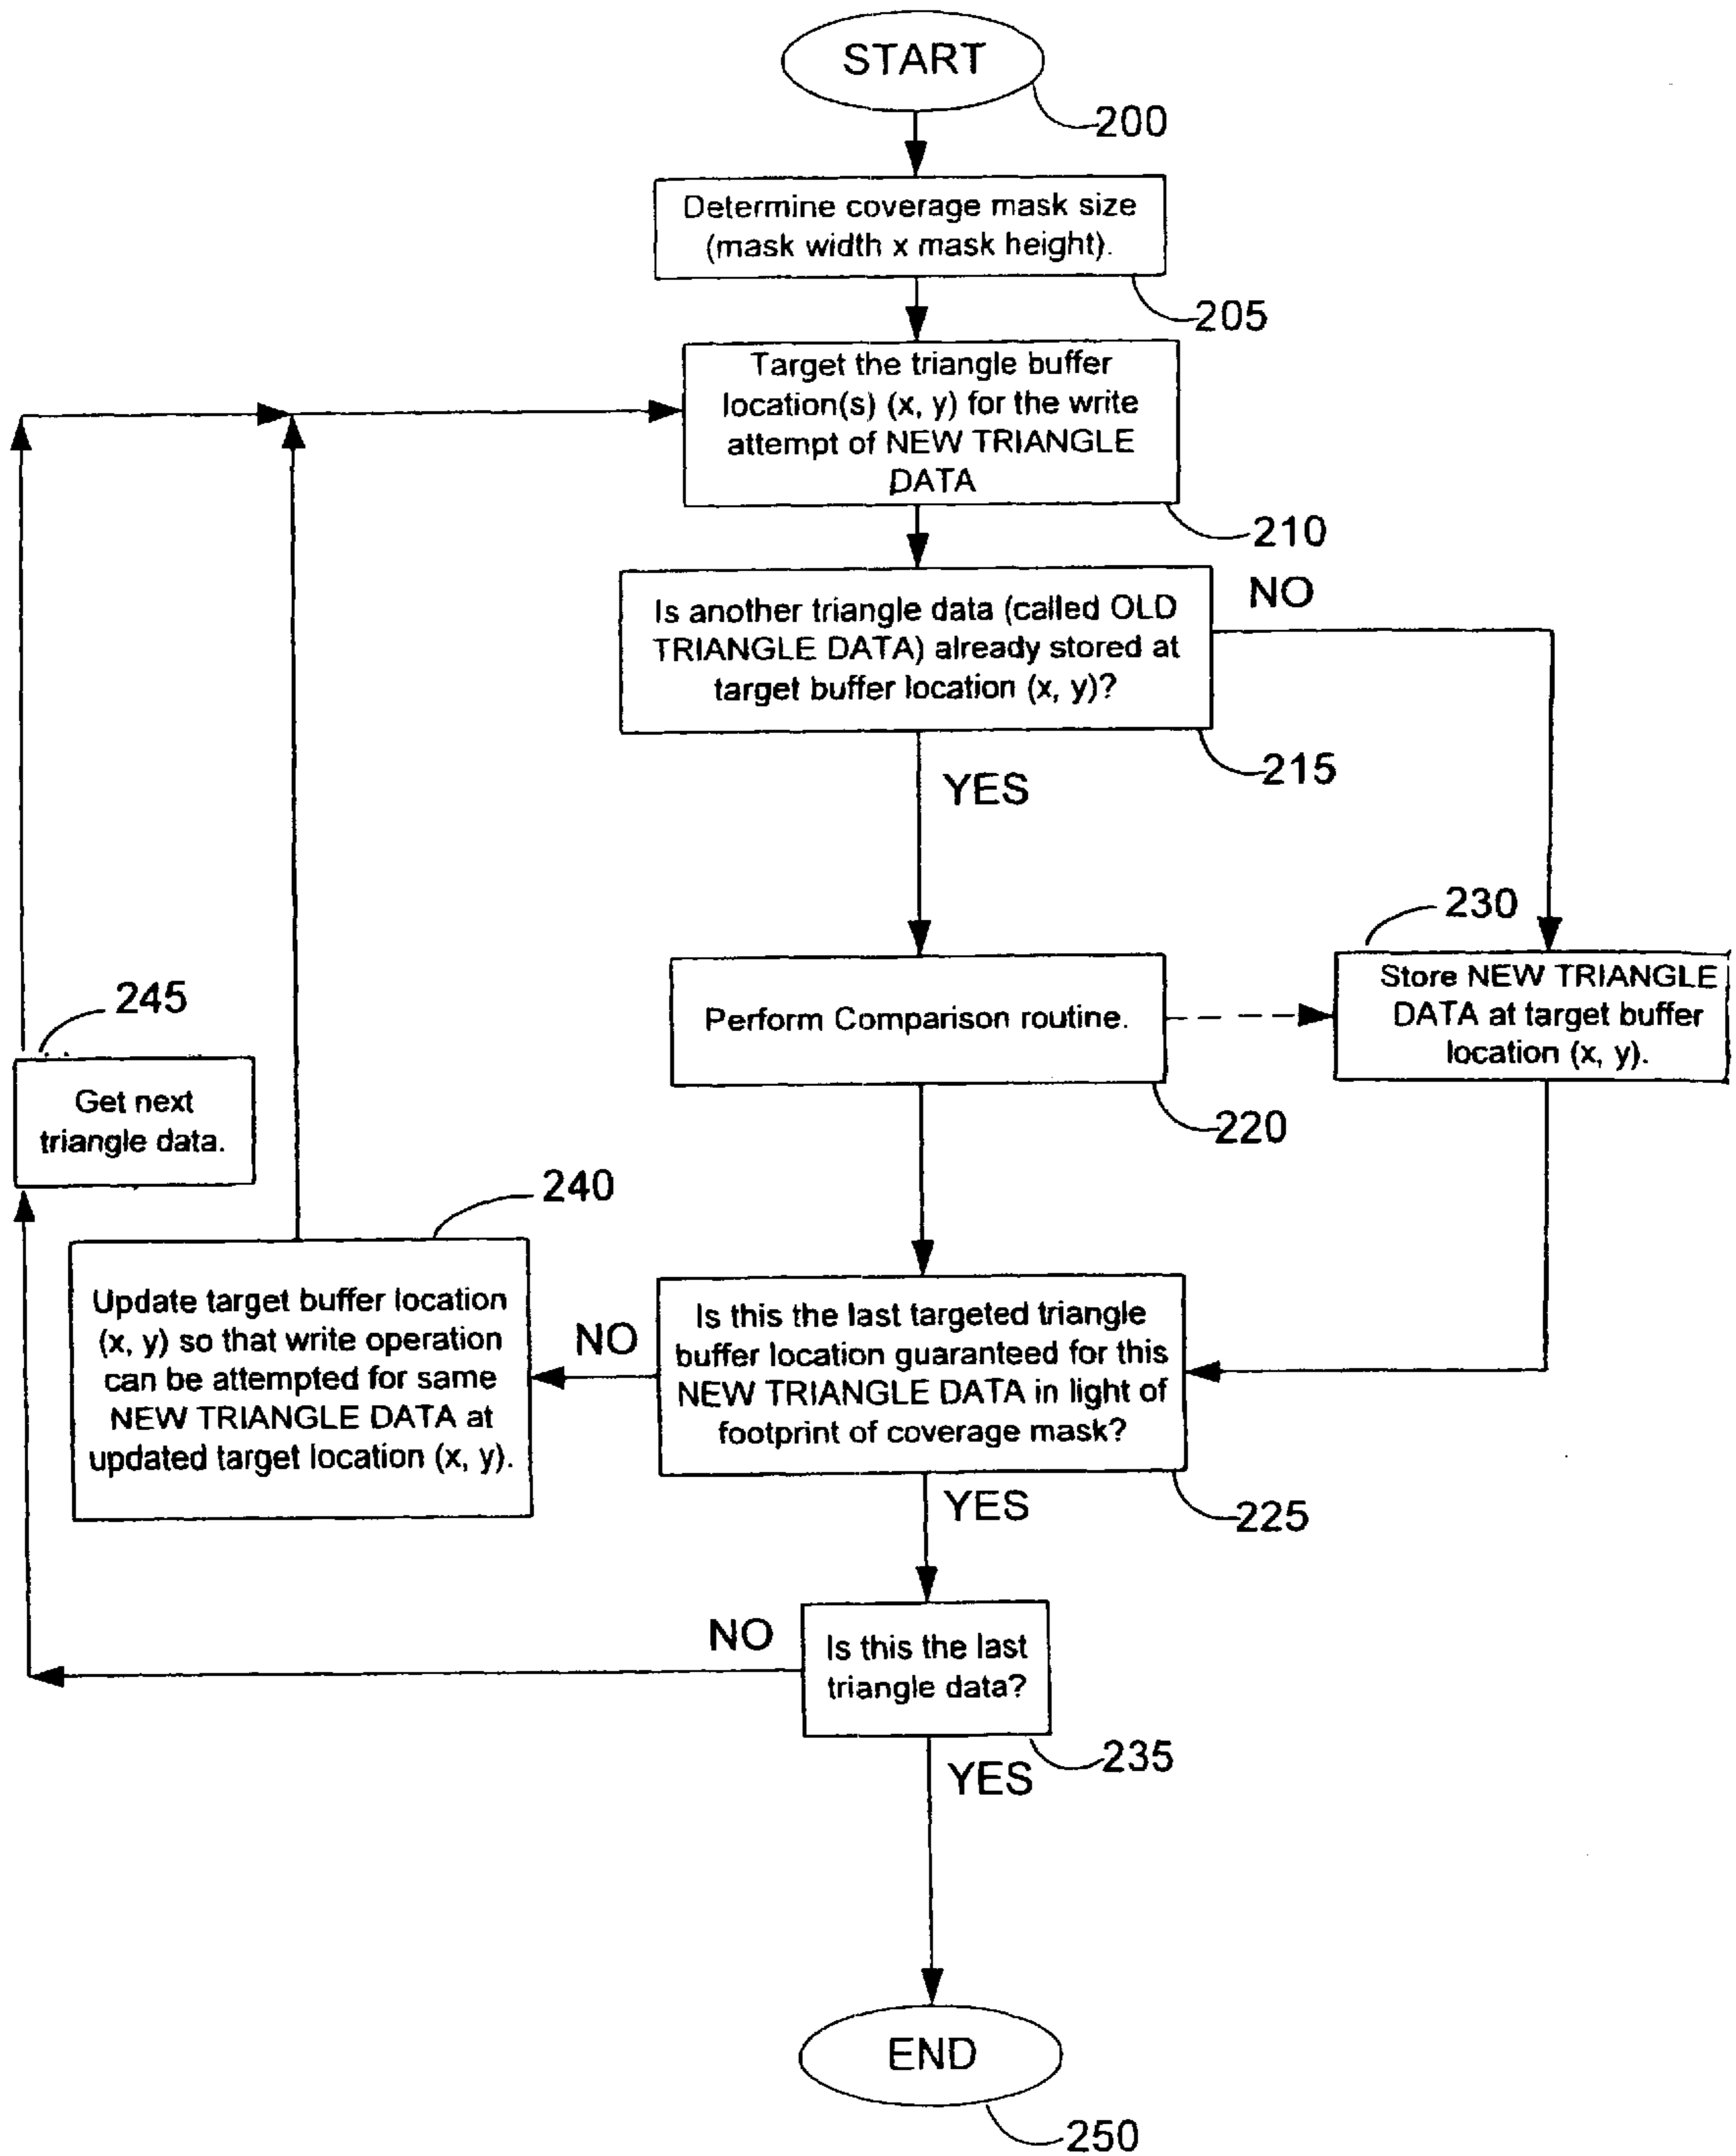 START
200
Determine coverage mask size
(mask width x mask height).
205
Target the triangle buffer
location(s) (x, y) for the write
attempt of NEW TRIANGLE
DATA
210
Is another triangle data (called OLD
TRIANGLE DATA) already stored at
target buffer location (x, y)?
NO
215
YES
230
Store NEW TRIANGLE
DATA at target buffer
location (x, y).
Perform Comparison routine.
220
245
Get next
triangle data.
240
Update target buffer location
(x, y) so that write operation
can be attempted for same
NEW TRIANGLE DATA at
updated target location (x, y).
NO
Is this the last targeted triangle
buffer location guaranteed for this
NEW TRIANGLE DATA in light of
footprint of coverage mask?
225
YES
NO
Is this the last
triangle data?
235
YES
END
250